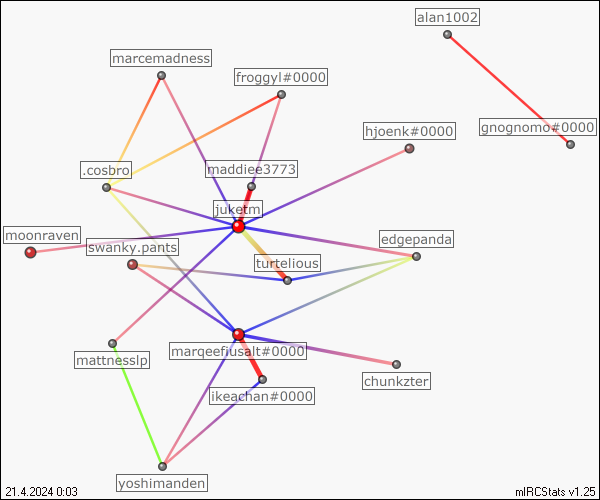 alan1002
marcemadness
froggyl#0000
hjoenk#0000
gnognomo#0000
.cosbro
maddiee3773
juketm
moonraven
swanky.pants
edgepanda
turtelious
mattnesslp
marqeefiusalt#0000
chunkzter
ikeachan#0000
yoshimanden
21.4.2024 0:03
mIRCStats v1.25